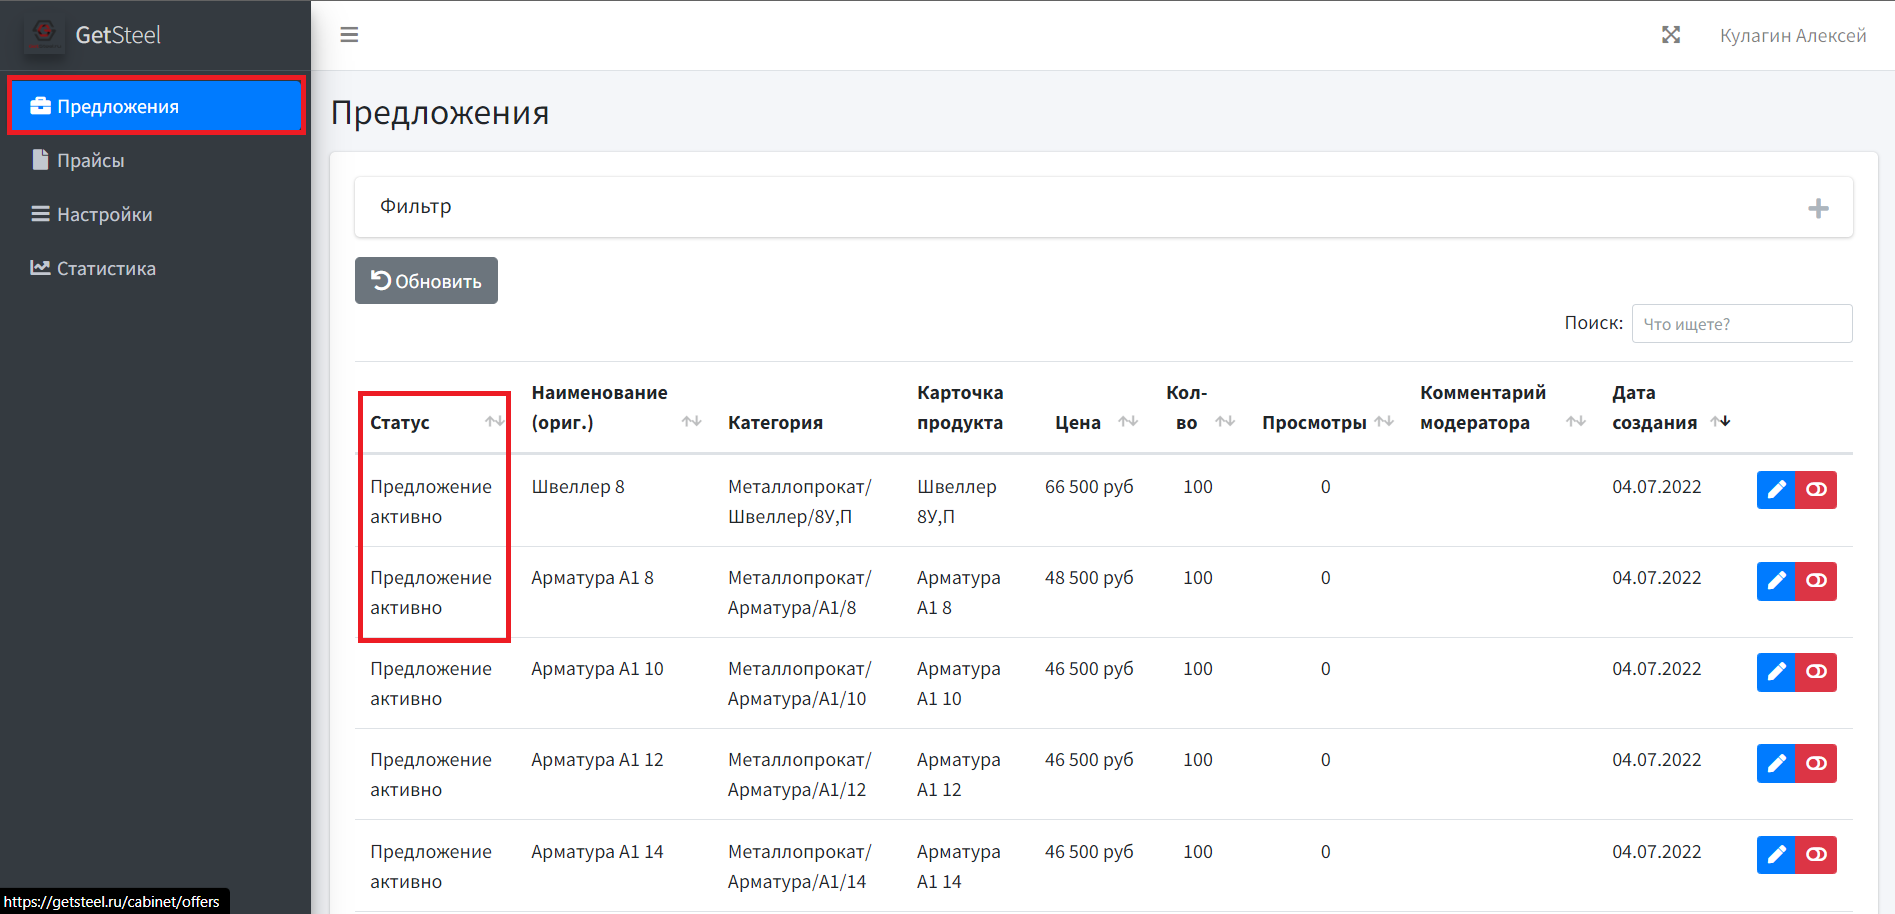 GetSteel
Кулагин Алексей
Предложения
Прайсы
Настройки
Статистика
Предложения
Фильтр
Обновить
Поиск: Что ищете?
Статус
Наименование
(ориг.)
Категория
Карточка
продукта
Цена
Кол-
во
Просмотры
Комментарий
модератора
Дата
создания
Предложение
активно
Швеллер 8
Металлопрокат/
Швеллер/8У,П
Швеллер
8У,П
66 500 руб
100
0
04.07.2022
Предложение
активно
Арматура А1 8
Металлопрокат/
Арматура/А1/8
Арматура
А1 8
48 500 руб
100
0
04.07.2022
Предложение
активно
Арматура А1 10
Металлопрокат/
Арматура/А1/10
Арматура
А1 10
46 500 руб
100
0
04.07.2022
Предложение
активно
Арматура А1 12
Металлопрокат/
Арматура/А1/12
Арматура
А1 12
46 500 руб
100
0
04.07.2022
Предложение
активно
Арматура А1 14
Металлопрокат/
Арматура/А1/14
Арматура
А1 14
46 500 руб
100
0
04.07.2022
https://getsteel.ru/cabinet/offers